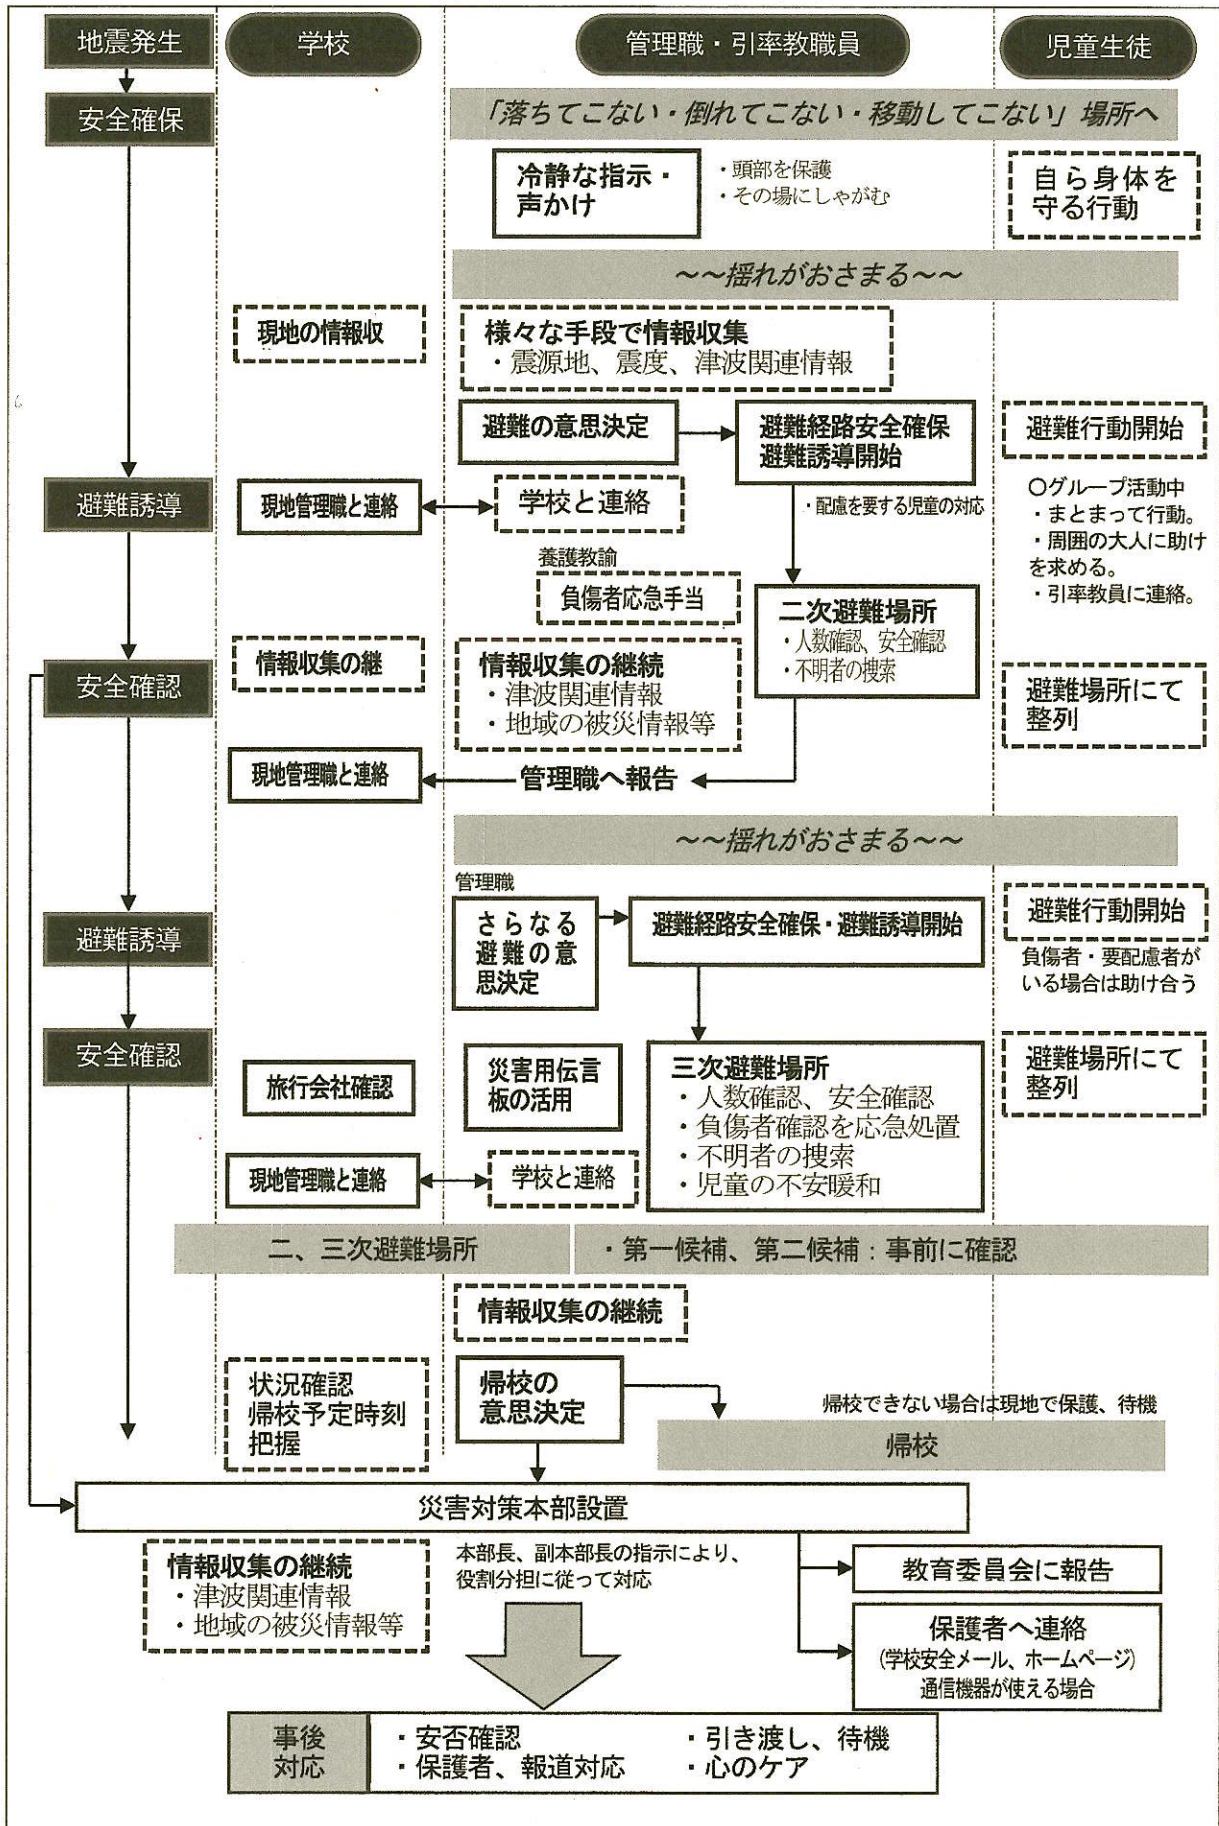 地震発生
学校
管理職・引率教職員
児童生徒
安全確保
「落ちてこない・倒れてこない・移動してこない」場所へ
冷静な指示・
声かけ
・頭部を保護
・その場にしゃがむ
自ら身体を
守る行動
～～揺れがおさまる～～
現地の情報収
様々な手段で情報収集
・震源地、震度、津波関連情報
避難の意思決定
避難経路安全確保
避難誘導開始
避難行動開始
避難誘導
現地管理職と連絡
学校と連絡
・配慮を要する児童の対応
〇グループ活動中
・まとまって行動。
・周囲の大人に助け
を求める。
・引率教員に連絡。
養護教諭
負傷者応急手当
二次避難場所
・人数確認、安全確認
・不明者の捜索
安全確認
情報収集の継
情報収集の継続
・津波関連情報
・地域の被災情報等
避難場所にて
整列
現地管理職と連絡
管理職へ報告
～～揺れがおさまる～～
管理職
避難誘導
さらなる
避難の意
思決定
避難経路安全確保・避難誘導開始
避難行動開始
負傷者・要配慮者が
いる場合は助け合う
安全確認
旅行会社確認
災害用伝言
板の活用
三次避難場所
・人数確認、安全確認
・負傷者確認を応急処置
・不明者の捜索
・児童の不安暖和
避難場所にて
整列
現地管理職と連絡
学校と連絡
二、三次避難場所
・第一候補、第二候補：事前に確認
情報収集の継続
状況確認
帰校予定時刻
把握
帰校の
意思決定
帰校できない場合は現地で保護、待機
帰校
災害対策本部設置
情報収集の継続
・津波関連情報
・地域の被災情報等
本部長、副本部長の指示により、
役割分担に従って対応
教育委員会に報告
保護者へ連絡
(学校安全メール、ホームページ)
通信機器が使える場合
事後
対応
・安否確認
・保護者、報道対応
・引き渡し、待機
・心のケア